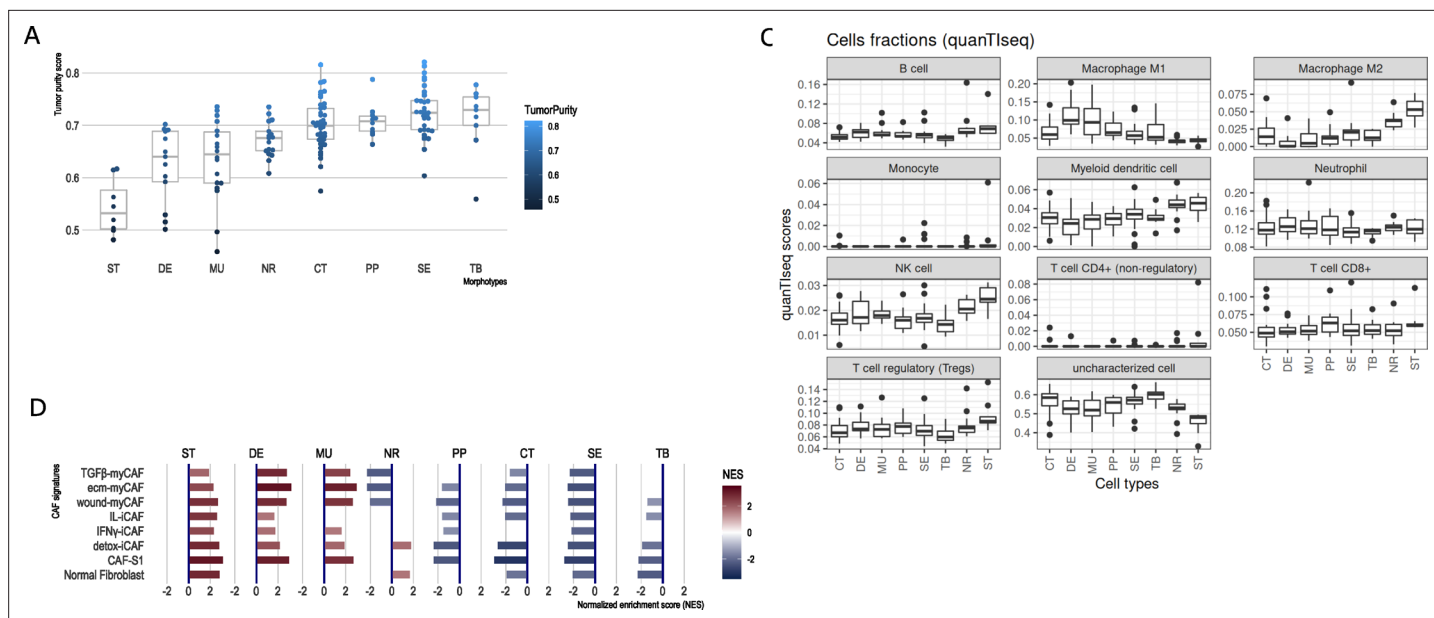 A
Tumor purity score
0.8
0.7
0.6
0.5
ST DE MU NR CT PP SE TB
Morphotypes
TumorPurity
0.8
0.7
0.6
0.5
C
Cells fractions (quanTIseq)
quanTIseq scores
B cell
0.16
0.12
0.08
0.04
Macrophage M1
0.20
0.15
0.10
0.05
Macrophage M2
0.075
0.050
0.025
0.000
Monocyte
0.06
0.04
0.02
0.00
Myeloid dendritic cell
0.06
0.04
0.02
0.00
Neutrophil
0.20
0.16
0.12
0.08
NK cell
0.03
0.02
0.01
T cell CD4+ (non-regulatory)
0.08
0.06
0.04
0.02
0.00
T cell CD8+
0.100
0.050
CT DE MU PP SE TB NR ST
T cell regulatory (Tregs)
0.14
0.12
0.10
0.08
0.06
0.04
CT DE MU PP SE TB NR ST
uncharacterized cell
0.6
0.5
0.4
CT DE MU PP SE TB NR ST
Cell types
D
CAF signatures
ST DE MU NR PP CT SE TB
TGFβ-myCAF
ecm-myCAF
wound-myCAF
IL-iCAF
IFNγ-iCAF
detox-iCAF
CAF-S1
Normal Fibroblast
-2 0 2 -2 0 2 -2 0 2 -2 0 2 -2 0 2 -2 0 2 -2 0 2 -2 0 2
Normalized enrichment score (NES)
NES
2
0
-2